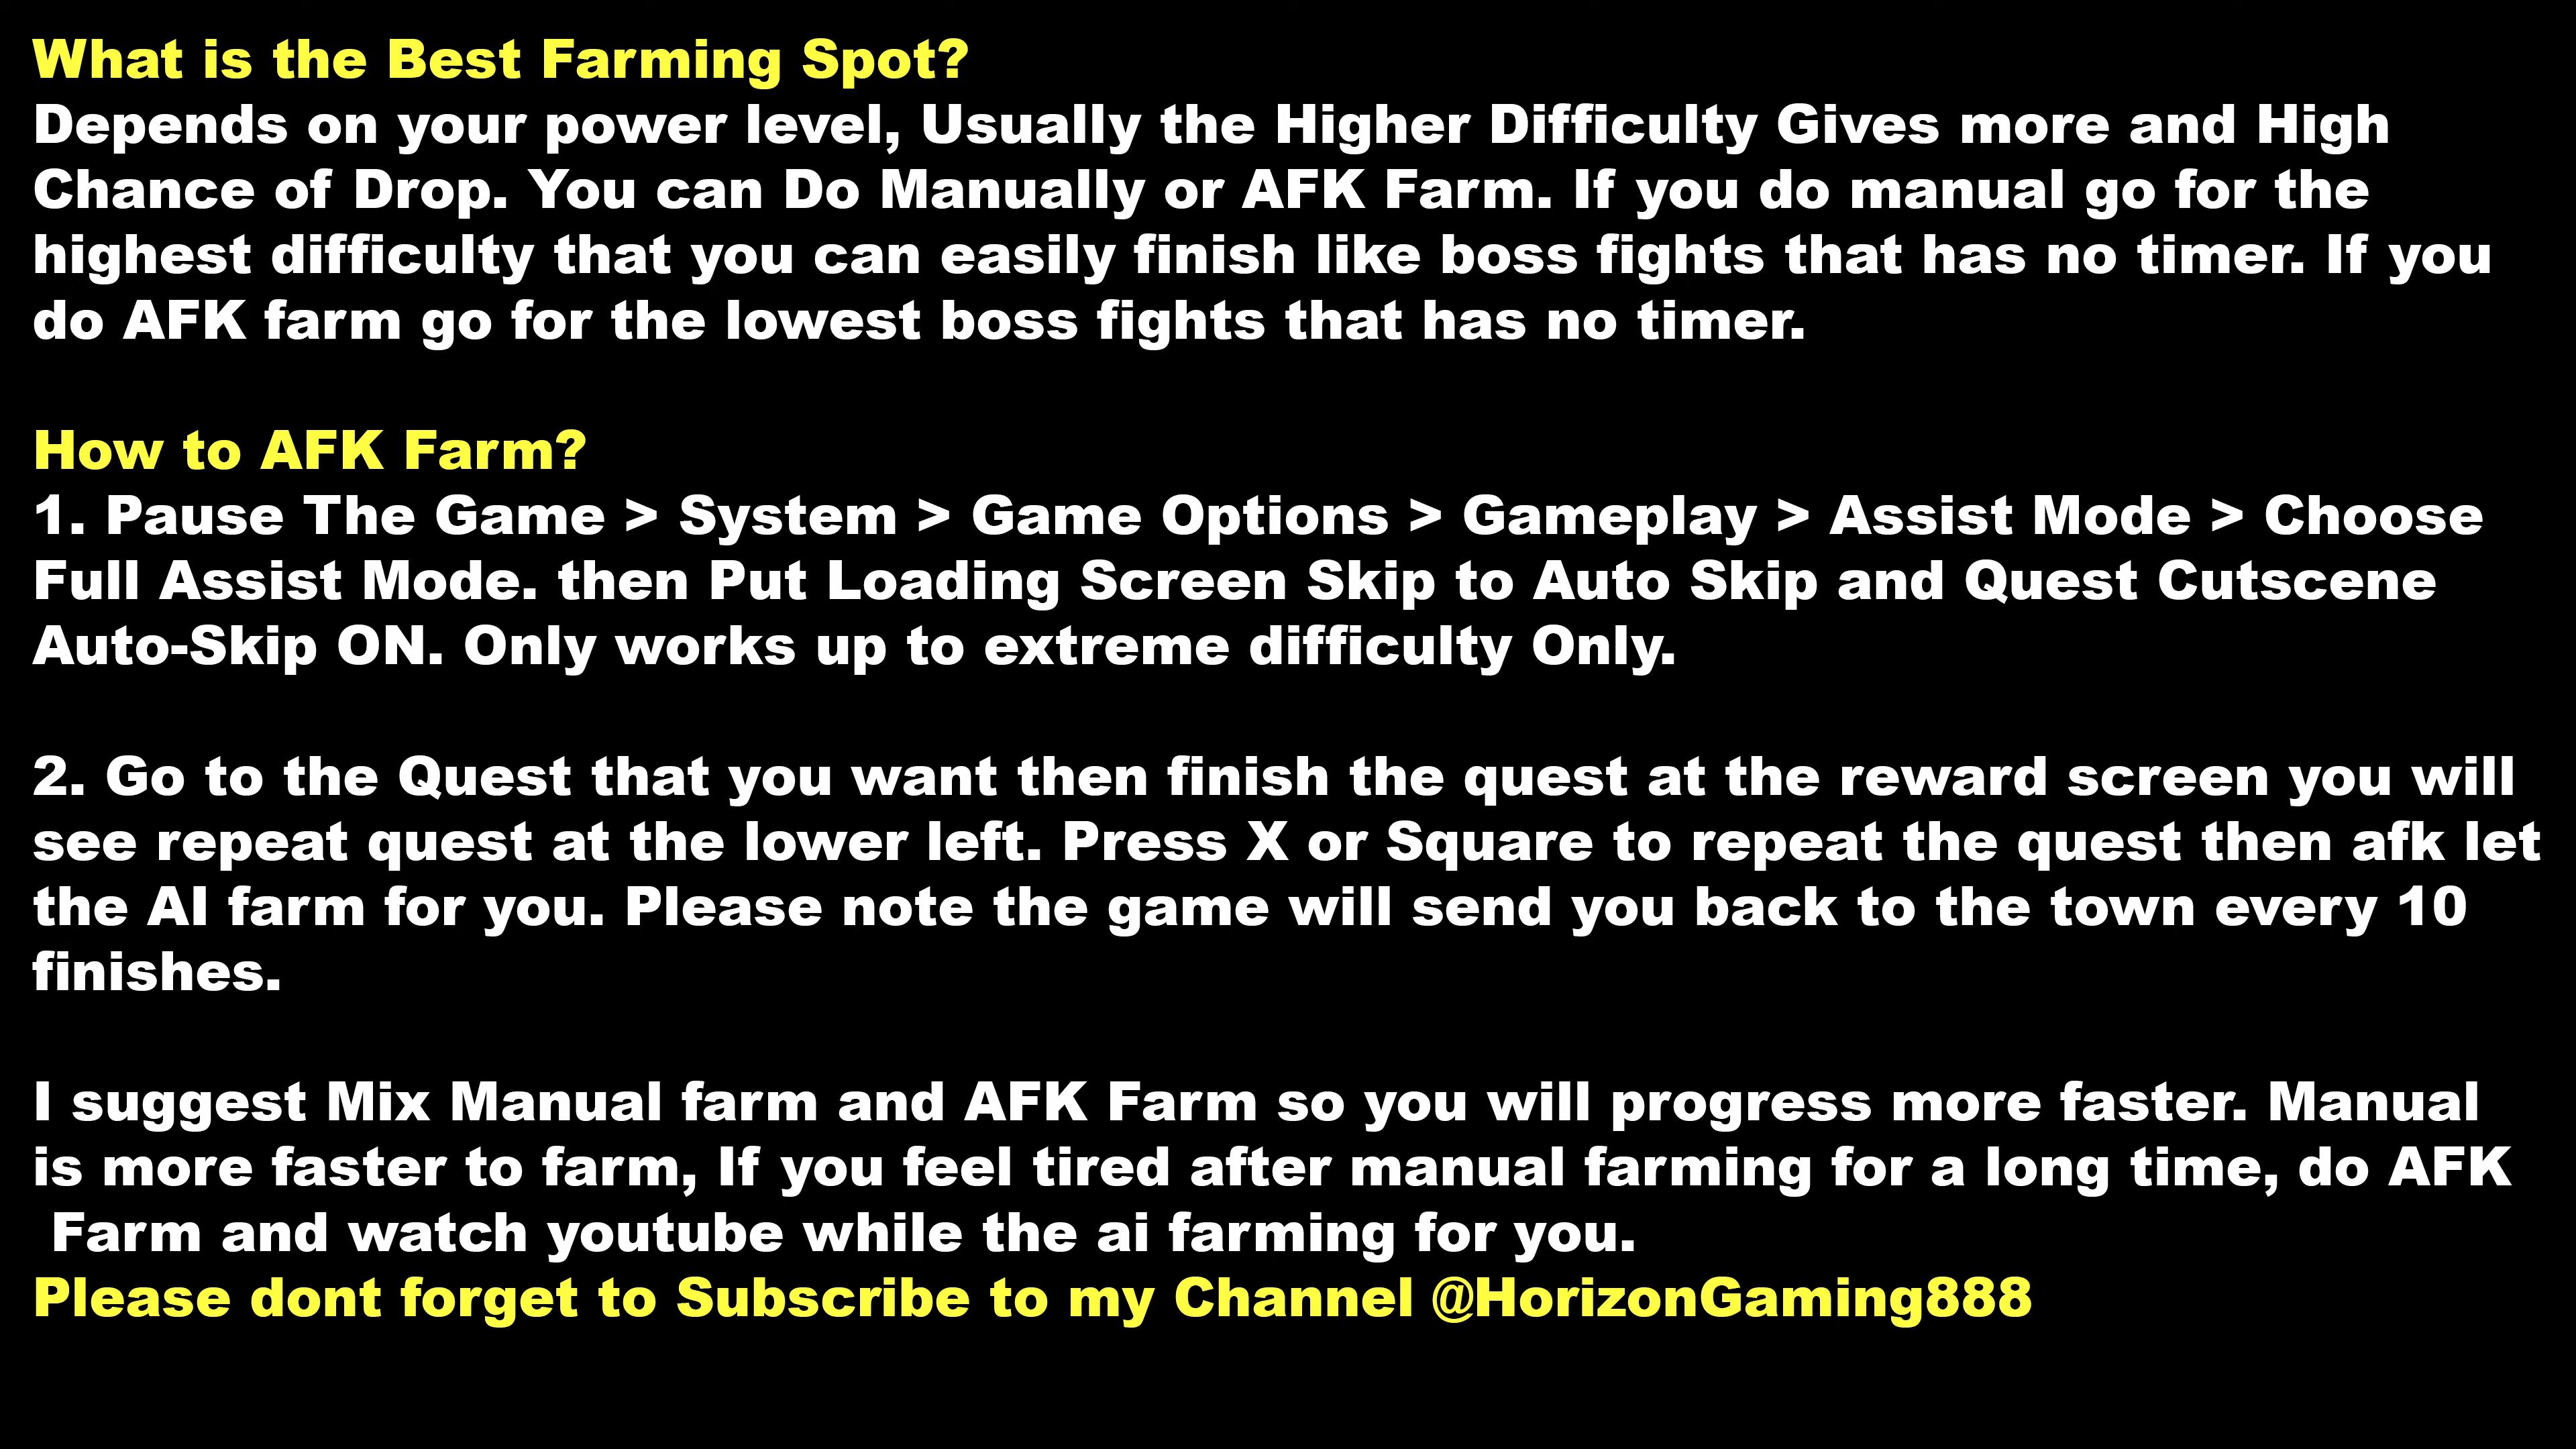 What is the Best Farming Spot?
Depends on your power level, Usually the Higher Difficulty Gives more and High
Chance of Drop. You can Do Manually or AFK Farm. If you do manual go for the
highest difficulty that you can easily finish like boss fights that has no timer. If you
do AFK farm go for the lowest boss fights that has no timer.
How to AFK Farm?
1. Pause The Game > System > Game Options > Gameplay > Assist Mode > Choose
Full Assist Mode. then Put Loading Screen Skip to Auto Skip and Quest Cutscene
Auto-Skip ON. Only works up to extreme difficulty Only.
2. Go to the Quest that you want then finish the quest at the reward screen you will
see repeat quest at the lower left. Press X or Square to repeat the quest then afk let
the AI farm for you. Please note the game will send you back to the town every 10
finishes.
I suggest Mix Manual farm and AFK Farm so you will progress more faster. Manual
is more faster to farm, If you feel tired after manual farming for a long time, do AFK
Farm and watch youtube while the ai farming for you.
Please dont forget to Subscribe to my Channel @HorizonGaming888